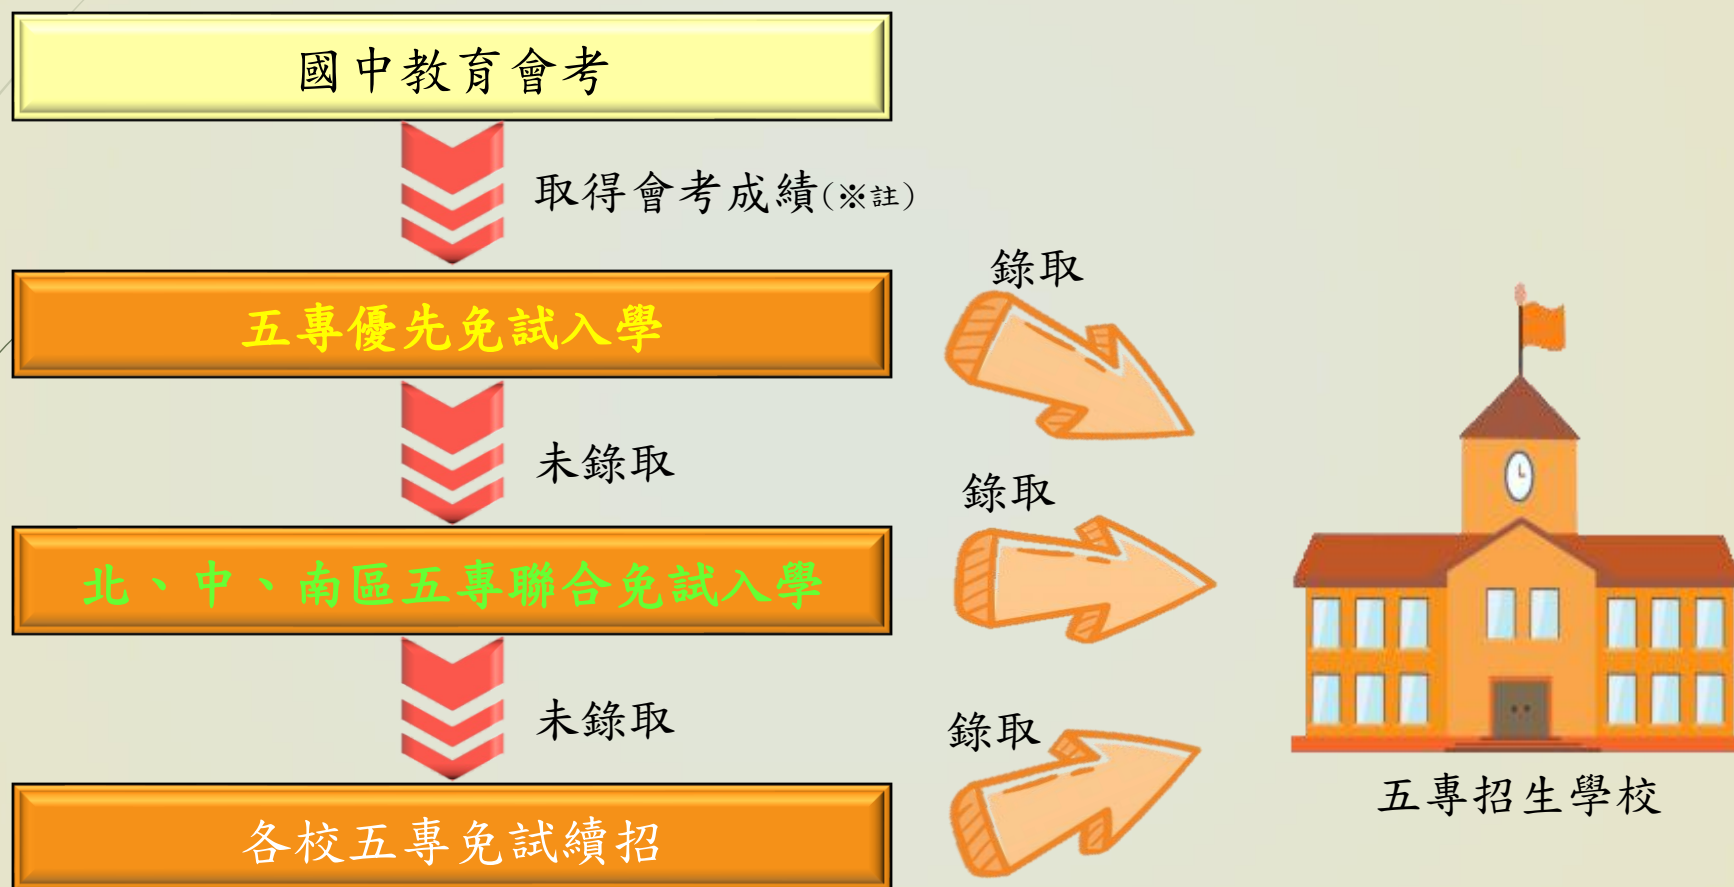 國中教育會考
取得會考成績(※註)
錄取
五專優先免試入學
未錄取
錄取
北、中、南區五專聯合免試入學
未錄取
錄取
五專招生學校
各校五專免試續招